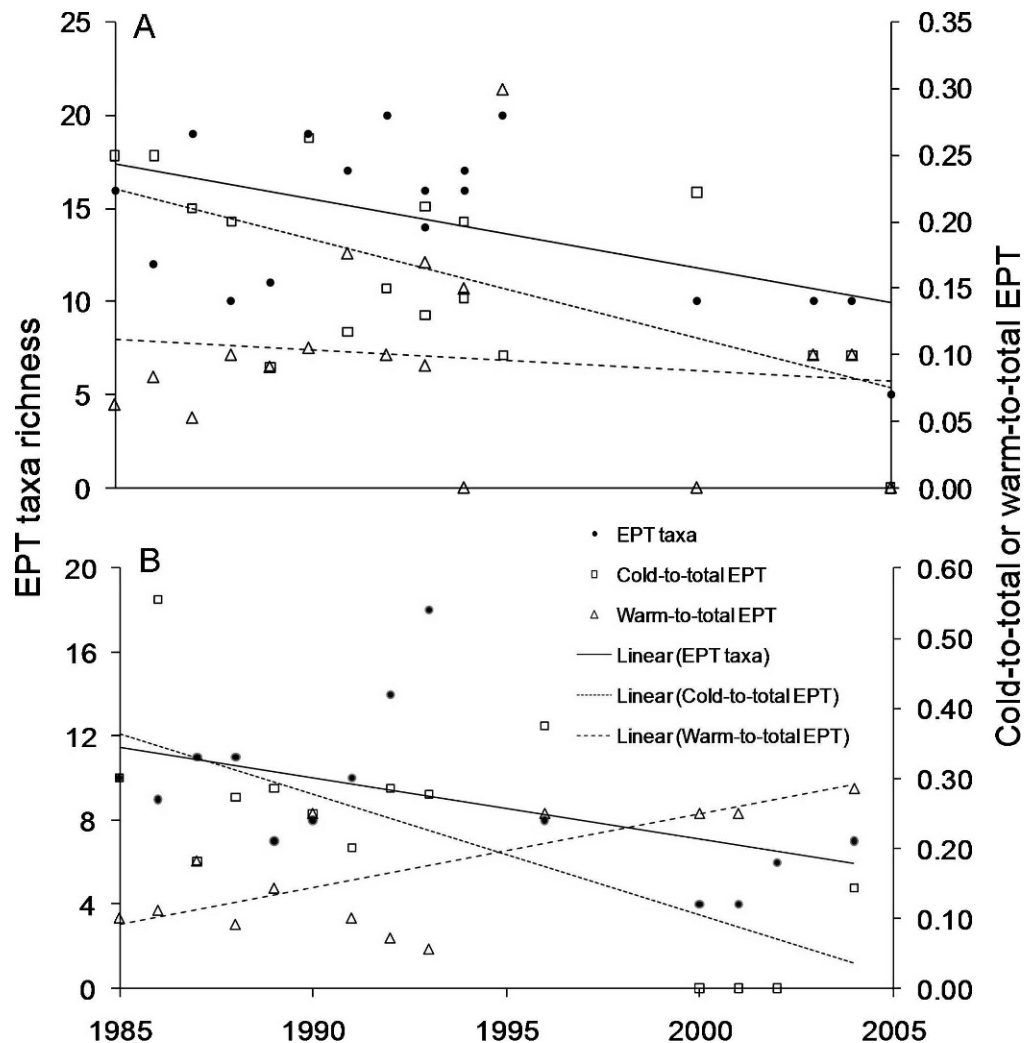 A
25
20
15
10
5
0
0.35
0.30
0.25
0.20
0.15
0.10
0.05
0.00
EPT taxa richness
Cold-to-total or warm-to-total EPT
B
20
16
12
8
4
0
EPT taxa
Cold-to-total EPT
Warm-to-total EPT
Linear (EPT taxa)
Linear (Cold-to-total EPT)
Linear (Warm-to-total EPT)
0.60
0.50
0.40
0.30
0.20
0.10
0.00
1985 1990 1995 2000 2005